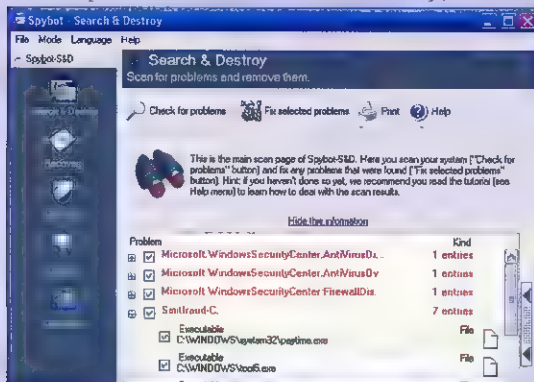 Spybot - Search & Destroy
File Mode Language Help
Spybot-S&D
Search & Destroy
Scan for problems and remove them.
Search & Destroy
Check for problems Fix selected problems Print Help
Recovery
This is the main scan page of Spybot-S&D. Here you scan your system ("Check for
problems" button) and fix any problems that were found ("Fix selected problems"
button). Hint: if you haven't done so yet, we recommend you read the tutorial (see
Help menu) to learn how to deal with the scan results.
Hide this information
Problem Kind
Microsoft.WindowsSecurityCenter.AntiVirusDi... 1 entries
Microsoft.WindowsSecurityCenter.AntiVirusOv 1 entries
Microsoft.WindowsSecurityCenter.FirewallDis. 1 entries
Smitfraud-C. 7 entries
Executable File
C:\WINDOWS\system32\paytime.exe
Executable File
C:\WINDOWS\tool5.exe